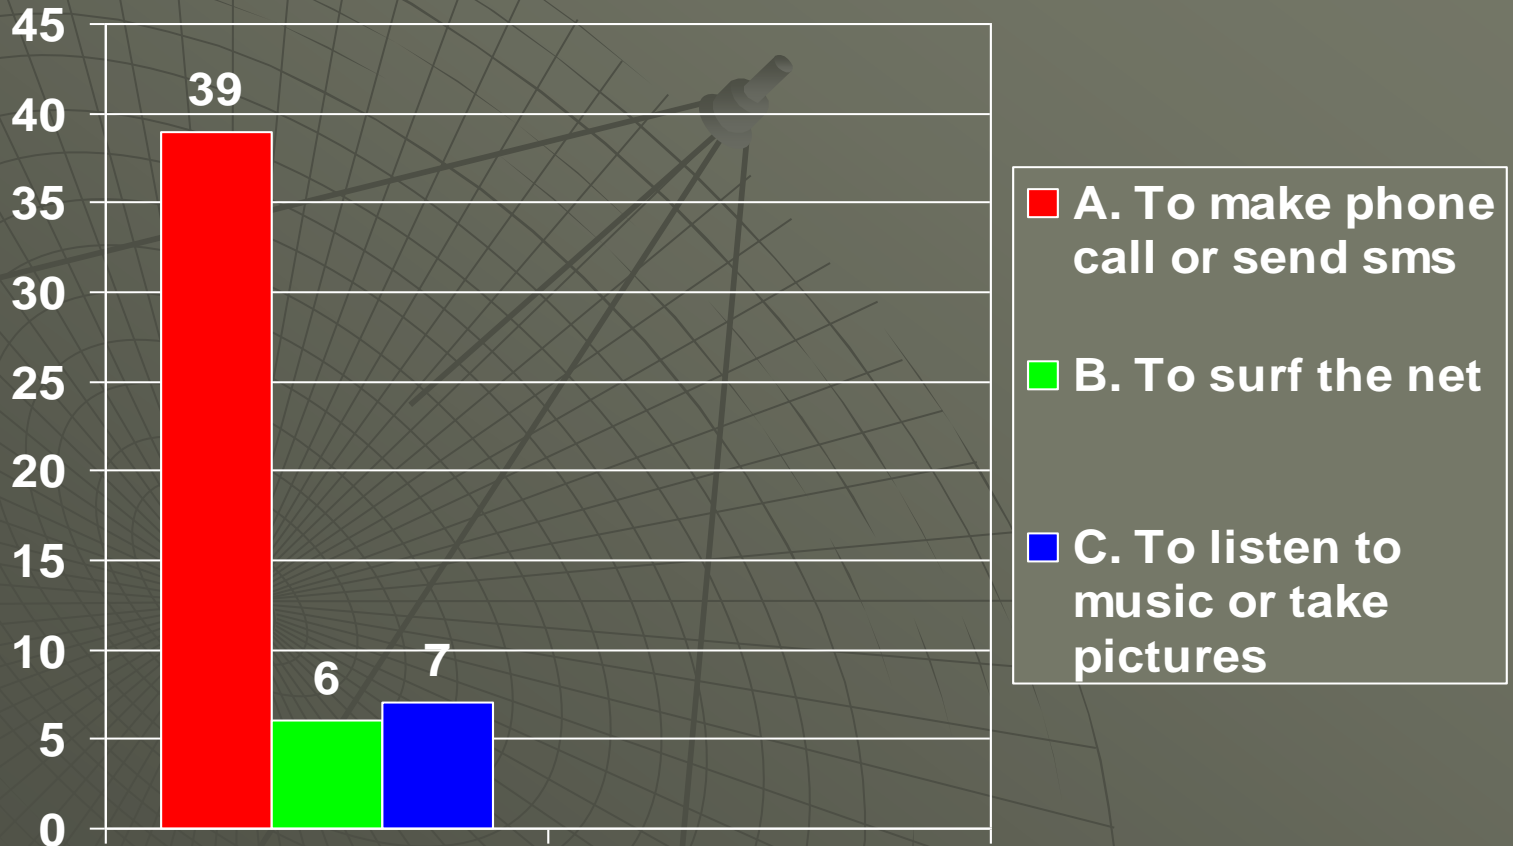 45
40
35
30
25
20
15
10
5
0
39
6
7
A. To make phone
call or send sms
B. To surf the net
C. To listen to
music or take
pictures